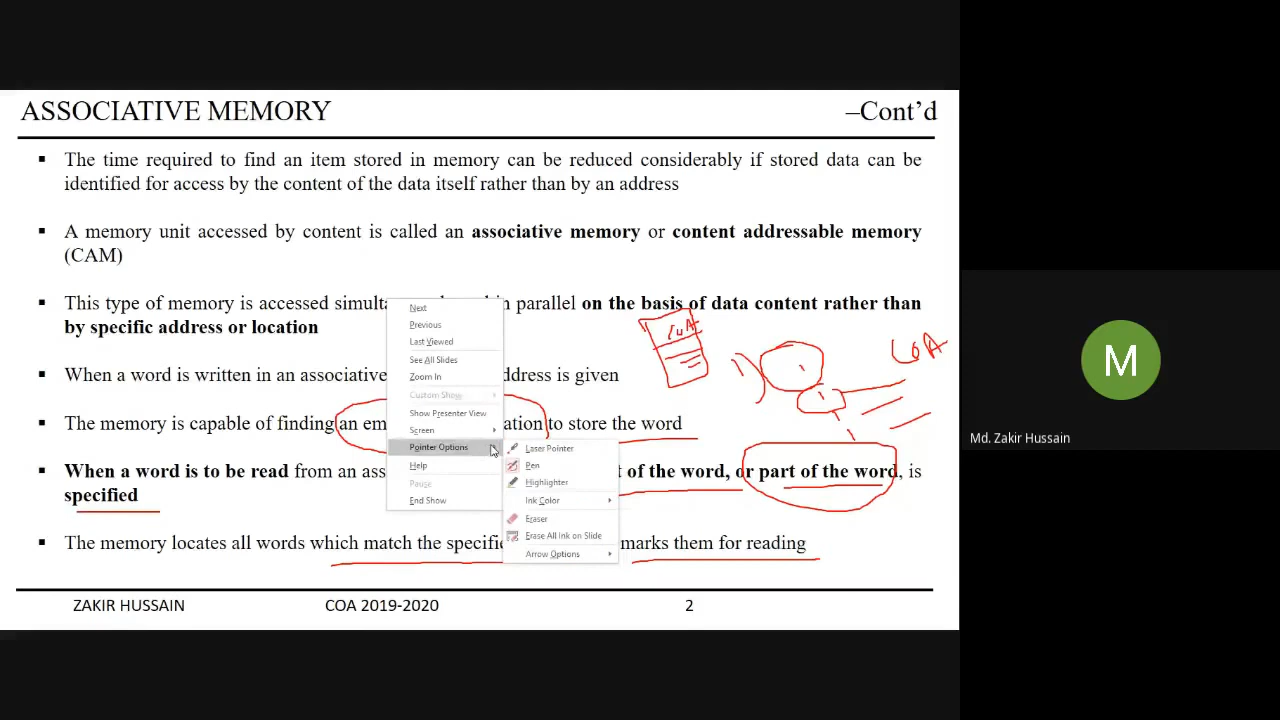 ASSOCIATIVE MEMORY –Cont'd
▪ The time required to find an item stored in memory can be reduced considerably if stored data can be
identified for access by the content of the data itself rather than by an address
▪ A memory unit accessed by content is called an associative memory or content addressable memory
(CAM)
▪ This type of memory is accessed in parallel on the basis of data content rather than
by specific address or location
▪ When a word is written in an associative address is given
▪ The memory is capable of finding an to store the word
▪ When a word is to be read from an of the word, or part of the word, is
specified
▪ The memory locates all words which match the marks them for reading
Next
Previous
Last Viewed
See All Slides
Zoom In
Custom Show
Show Presenter View
Screen
Pointer Options
Help
Pause
End Show
Laser Pointer
Pen
Highlighter
Ink Color
Eraser
Erase All Ink on Slide
Arrow Options
COA
ZAKIR HUSSAIN COA 2019-2020 2
M
Md. Zakir Hussain